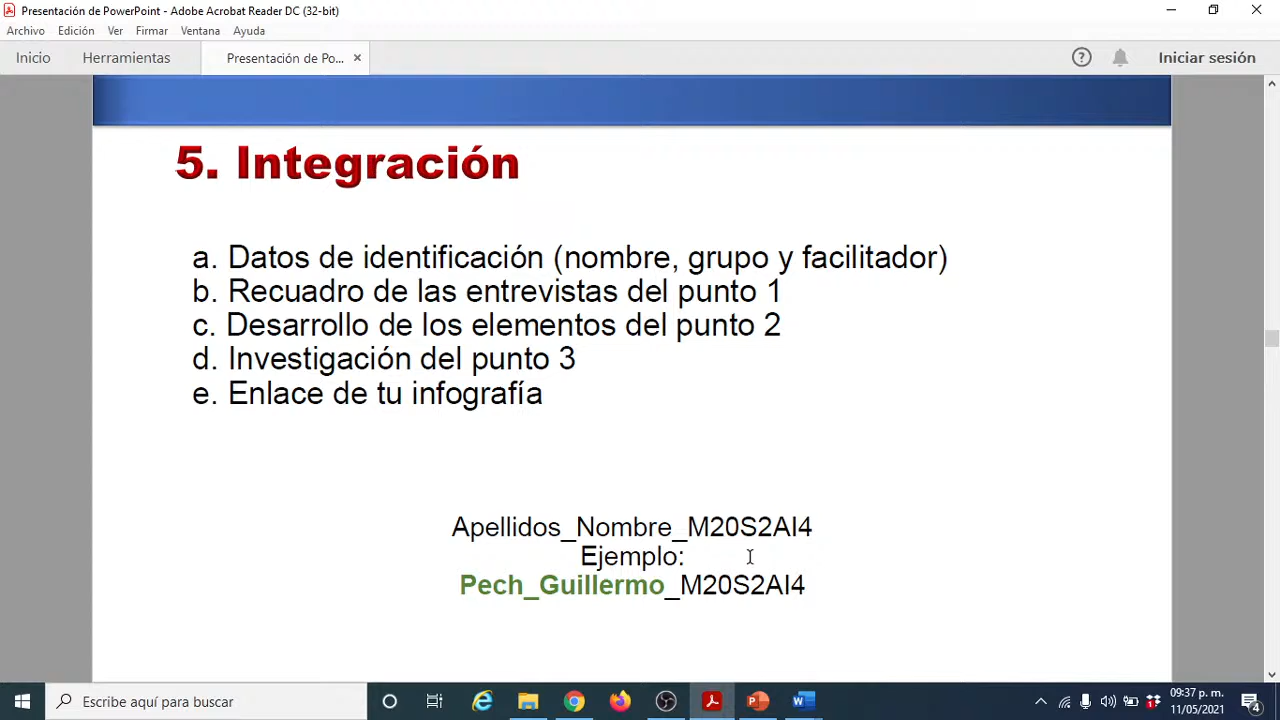 Presentación de PowerPoint - Adobe Acrobat Reader DC (32-bit)
Archivo Edición Ver Firmar Ventana Ayuda
Inicio Herramientas Presentación de Po... × Iniciar sesión
5. Integración
a. Datos de identificación (nombre, grupo y facilitador)
b. Recuadro de las entrevistas del punto 1
c. Desarrollo de los elementos del punto 2
d. Investigación del punto 3
e. Enlace de tu infografía
Apellidos_Nombre_M20S2AI4
Ejemplo:
Pech_Guillermo_M20S2AI4
Escribe aquí para buscar
09:37 p. m.
11/05/2021
4